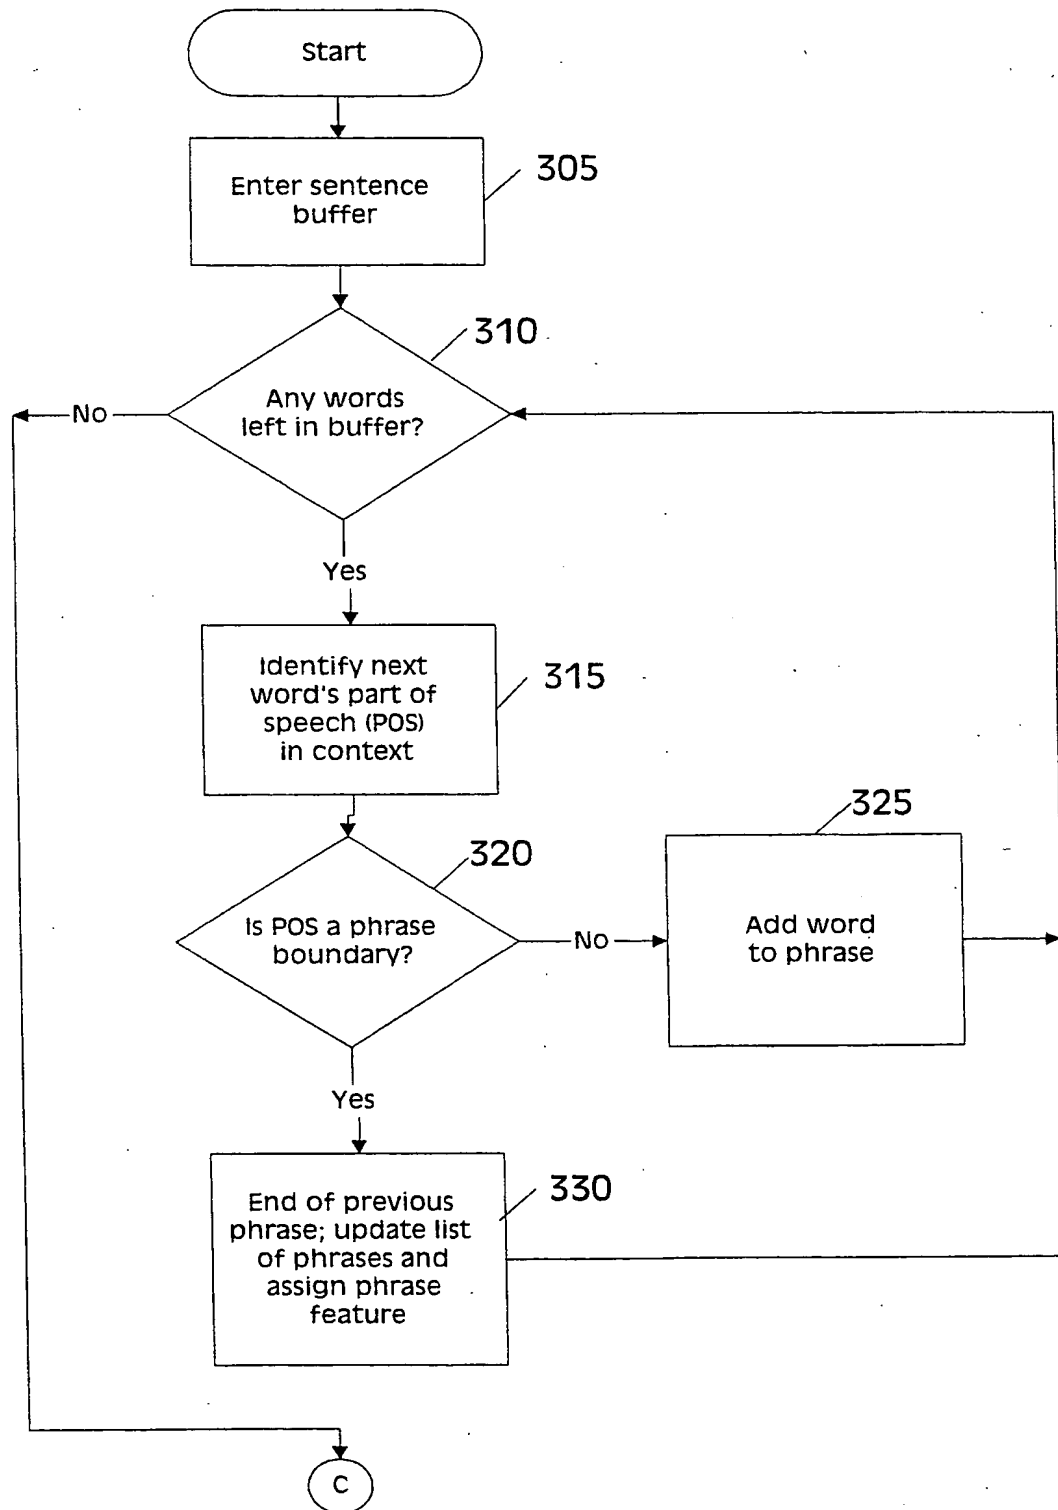 Start
Enter sentence
buffer
305
310
Any words
left in buffer?
No
Yes
Identify next
word's part of
speech (POS)
in context
315
320
Is POS a phrase
boundary?
No
325
Add word
to phrase
Yes
End of previous
phrase; update list
of phrases and
assign phrase
feature
330
C